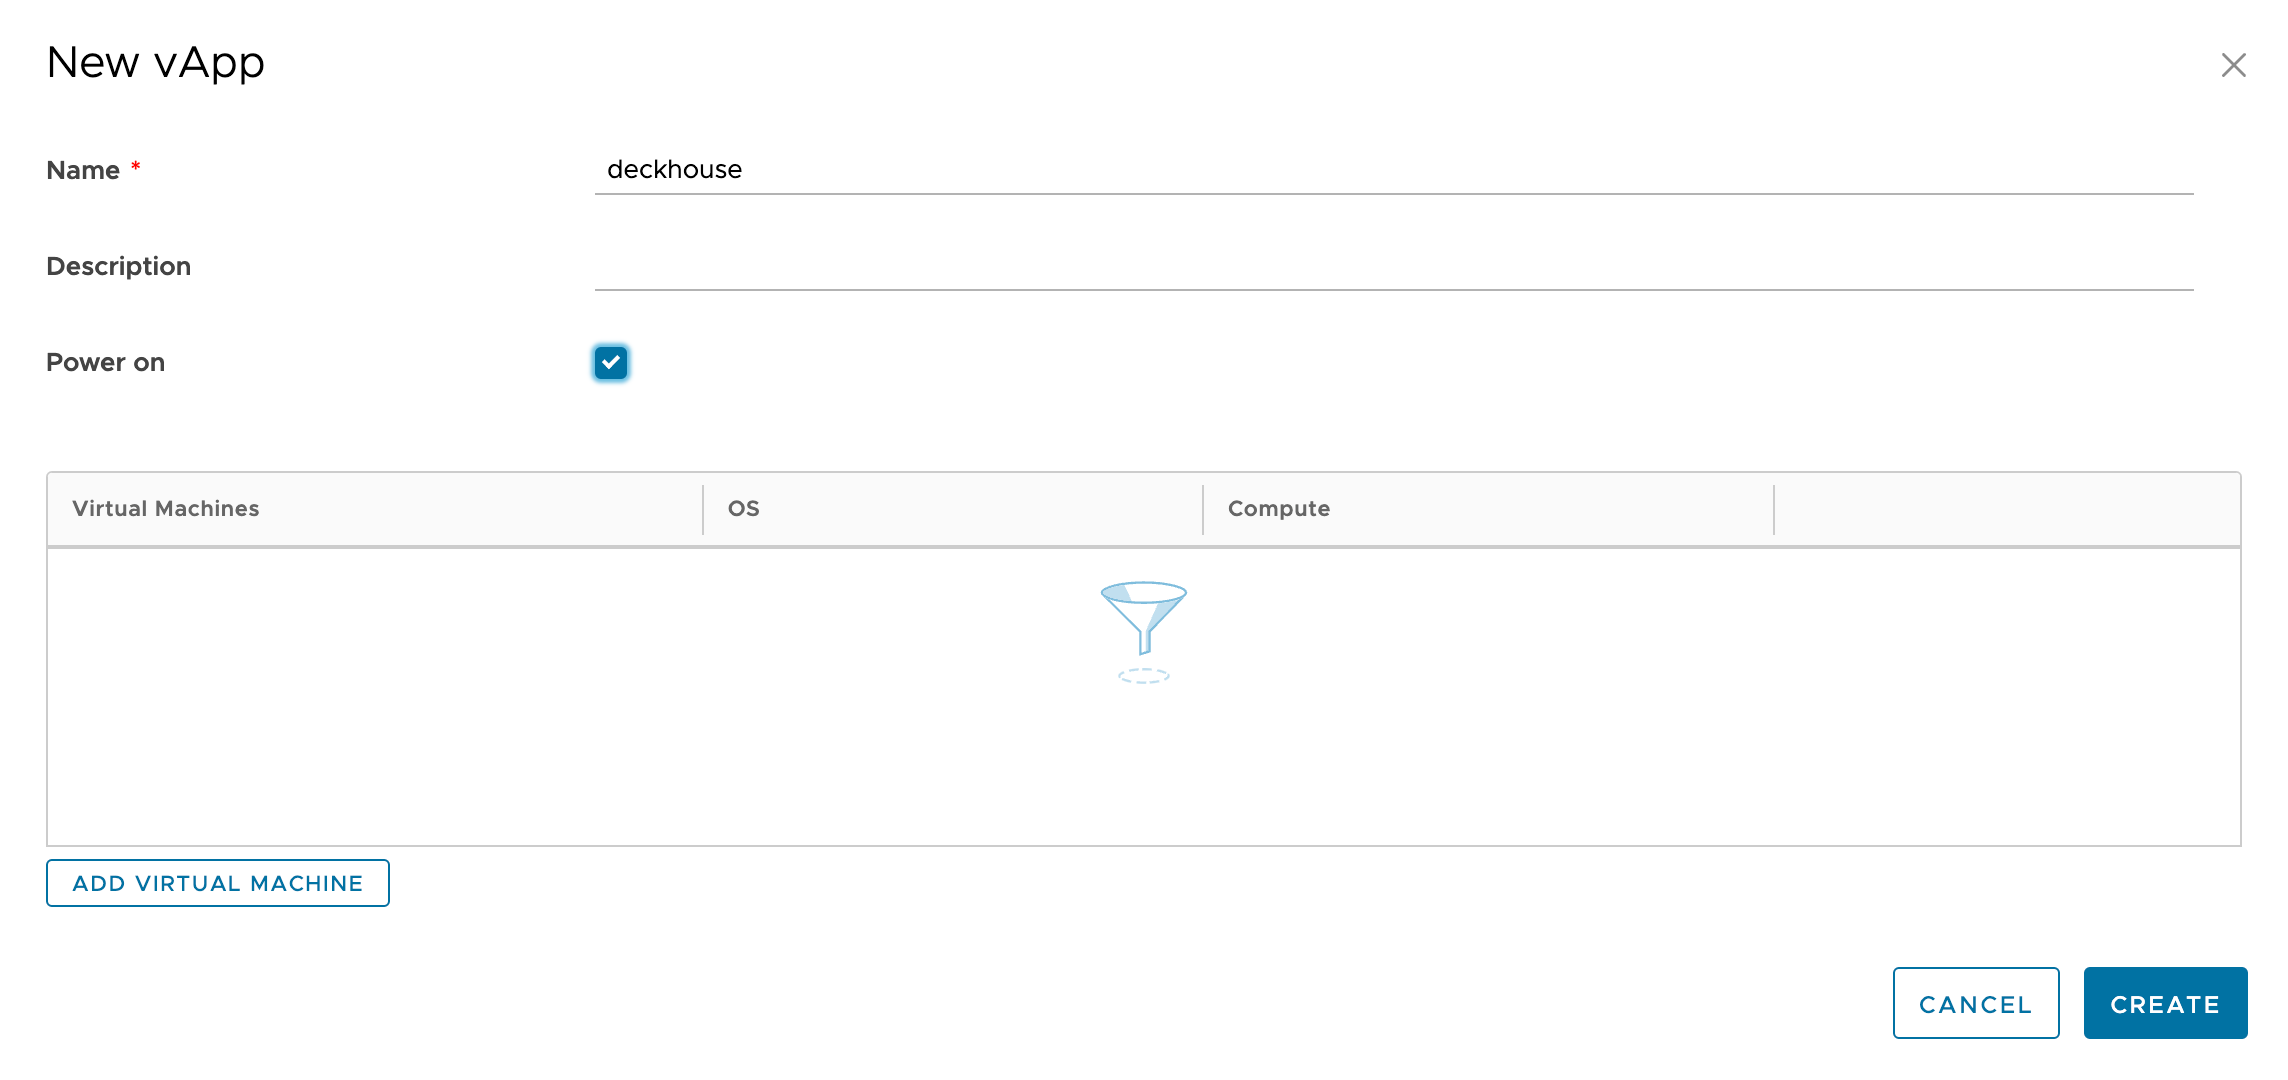 New vApp
Name *
deckhouse
Description
Power on
Virtual Machines
OS
Compute
ADD VIRTUAL MACHINE
CANCEL
CREATE